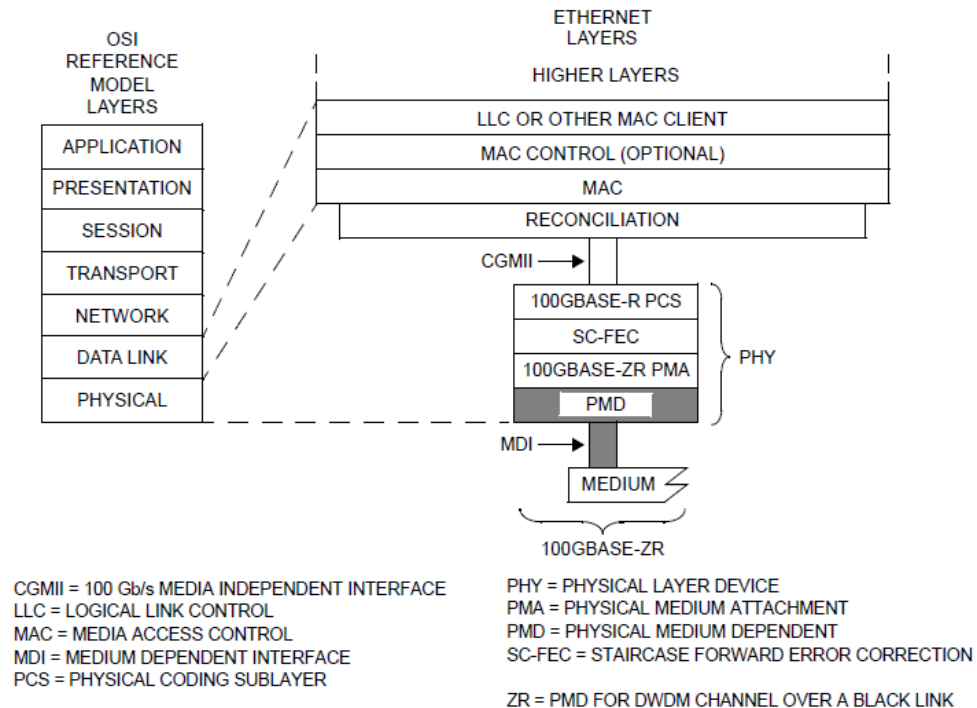 OSI
REFERENCE
MODEL
LAYERS
APPLICATION
PRESENTATION
SESSION
TRANSPORT
NETWORK
DATA LINK
PHYSICAL
ETHERNET
LAYERS
HIGHER LAYERS
LLC OR OTHER MAC CLIENT
MAC CONTROL (OPTIONAL)
MAC
RECONCILIATION
CGMII
100GBASE-R PCS
SC-FEC
100GBASE-ZR PMA
PMD
PHY
MDI
MEDIUM
100GBASE-ZR
CGMII = 100 Gb/s MEDIA INDEPENDENT INTERFACE
LLC = LOGICAL LINK CONTROL
MAC = MEDIA ACCESS CONTROL
MDI = MEDIUM DEPENDENT INTERFACE
PCS = PHYSICAL CODING SUBLAYER
PHY = PHYSICAL LAYER DEVICE
PMA = PHYSICAL MEDIUM ATTACHMENT
PMD = PHYSICAL MEDIUM DEPENDENT
SC-FEC = STAIRCASE FORWARD ERROR CORRECTION
ZR = PMD FOR DWDM CHANNEL OVER A BLACK LINK